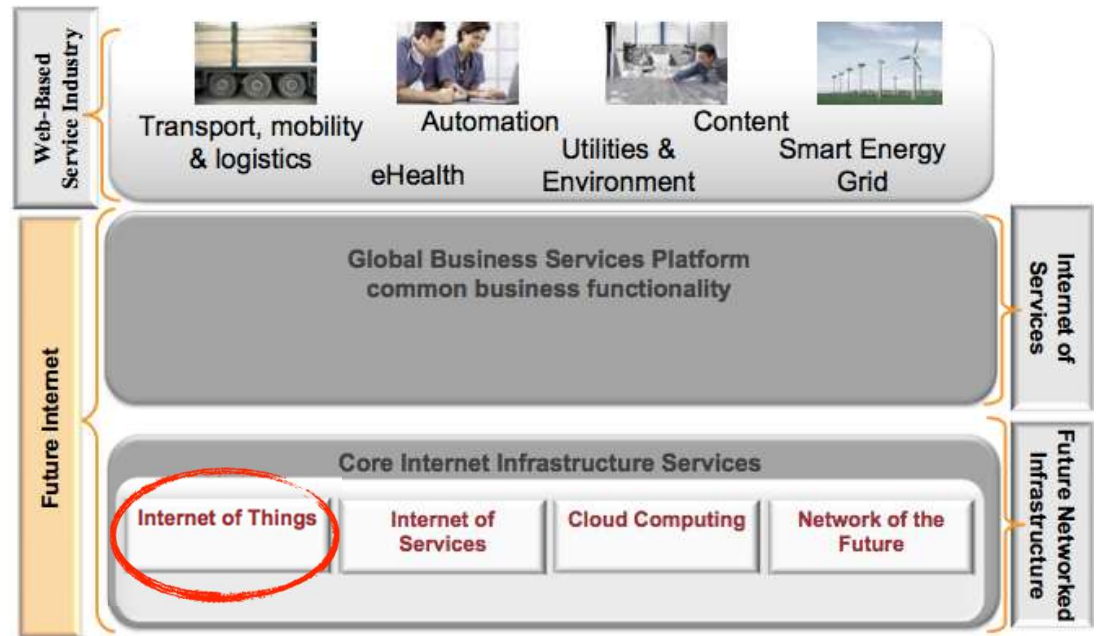 Web-Based
Service Industry
Transport, mobility
& logistics
Automation
eHealth
Utilities &
Environment
Content
Smart Energy
Grid
Future Internet
Global Business Services Platform
common business functionality
Internet of
Services
Core Internet Infrastructure Services
Internet of Things
Internet of
Services
Cloud Computing
Network of the
Future
Future Networked
Infrastructure